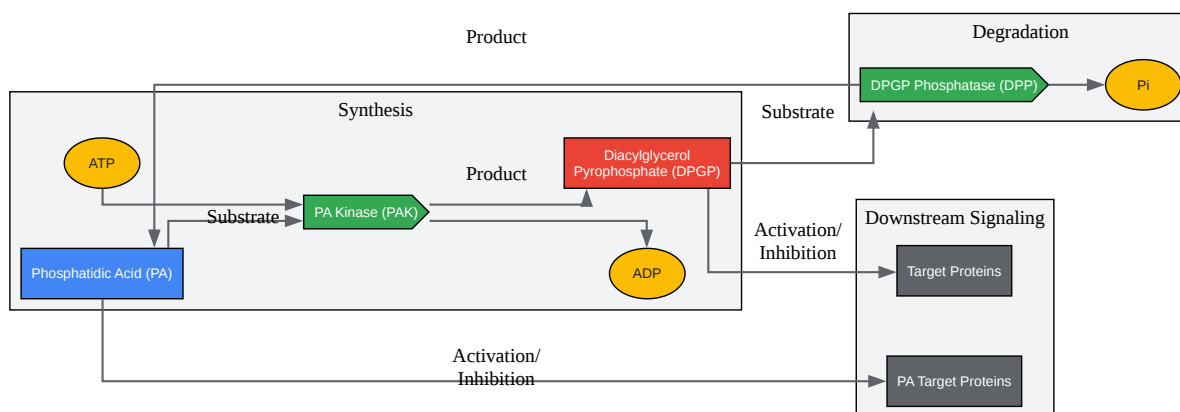 Product
Degradation
DPGP Phosphatase (DPP)
Pi
Synthesis
Substrate
ATP
Diacylglycerol
Pyrophosphate (DPGP)
Product
PA Kinase (PAK)
Substrate
Downstream Signaling
Activation/
Inhibition
Phosphatidic Acid (PA)
ADP
Target Proteins
Activation/
Inhibition
PA Target Proteins